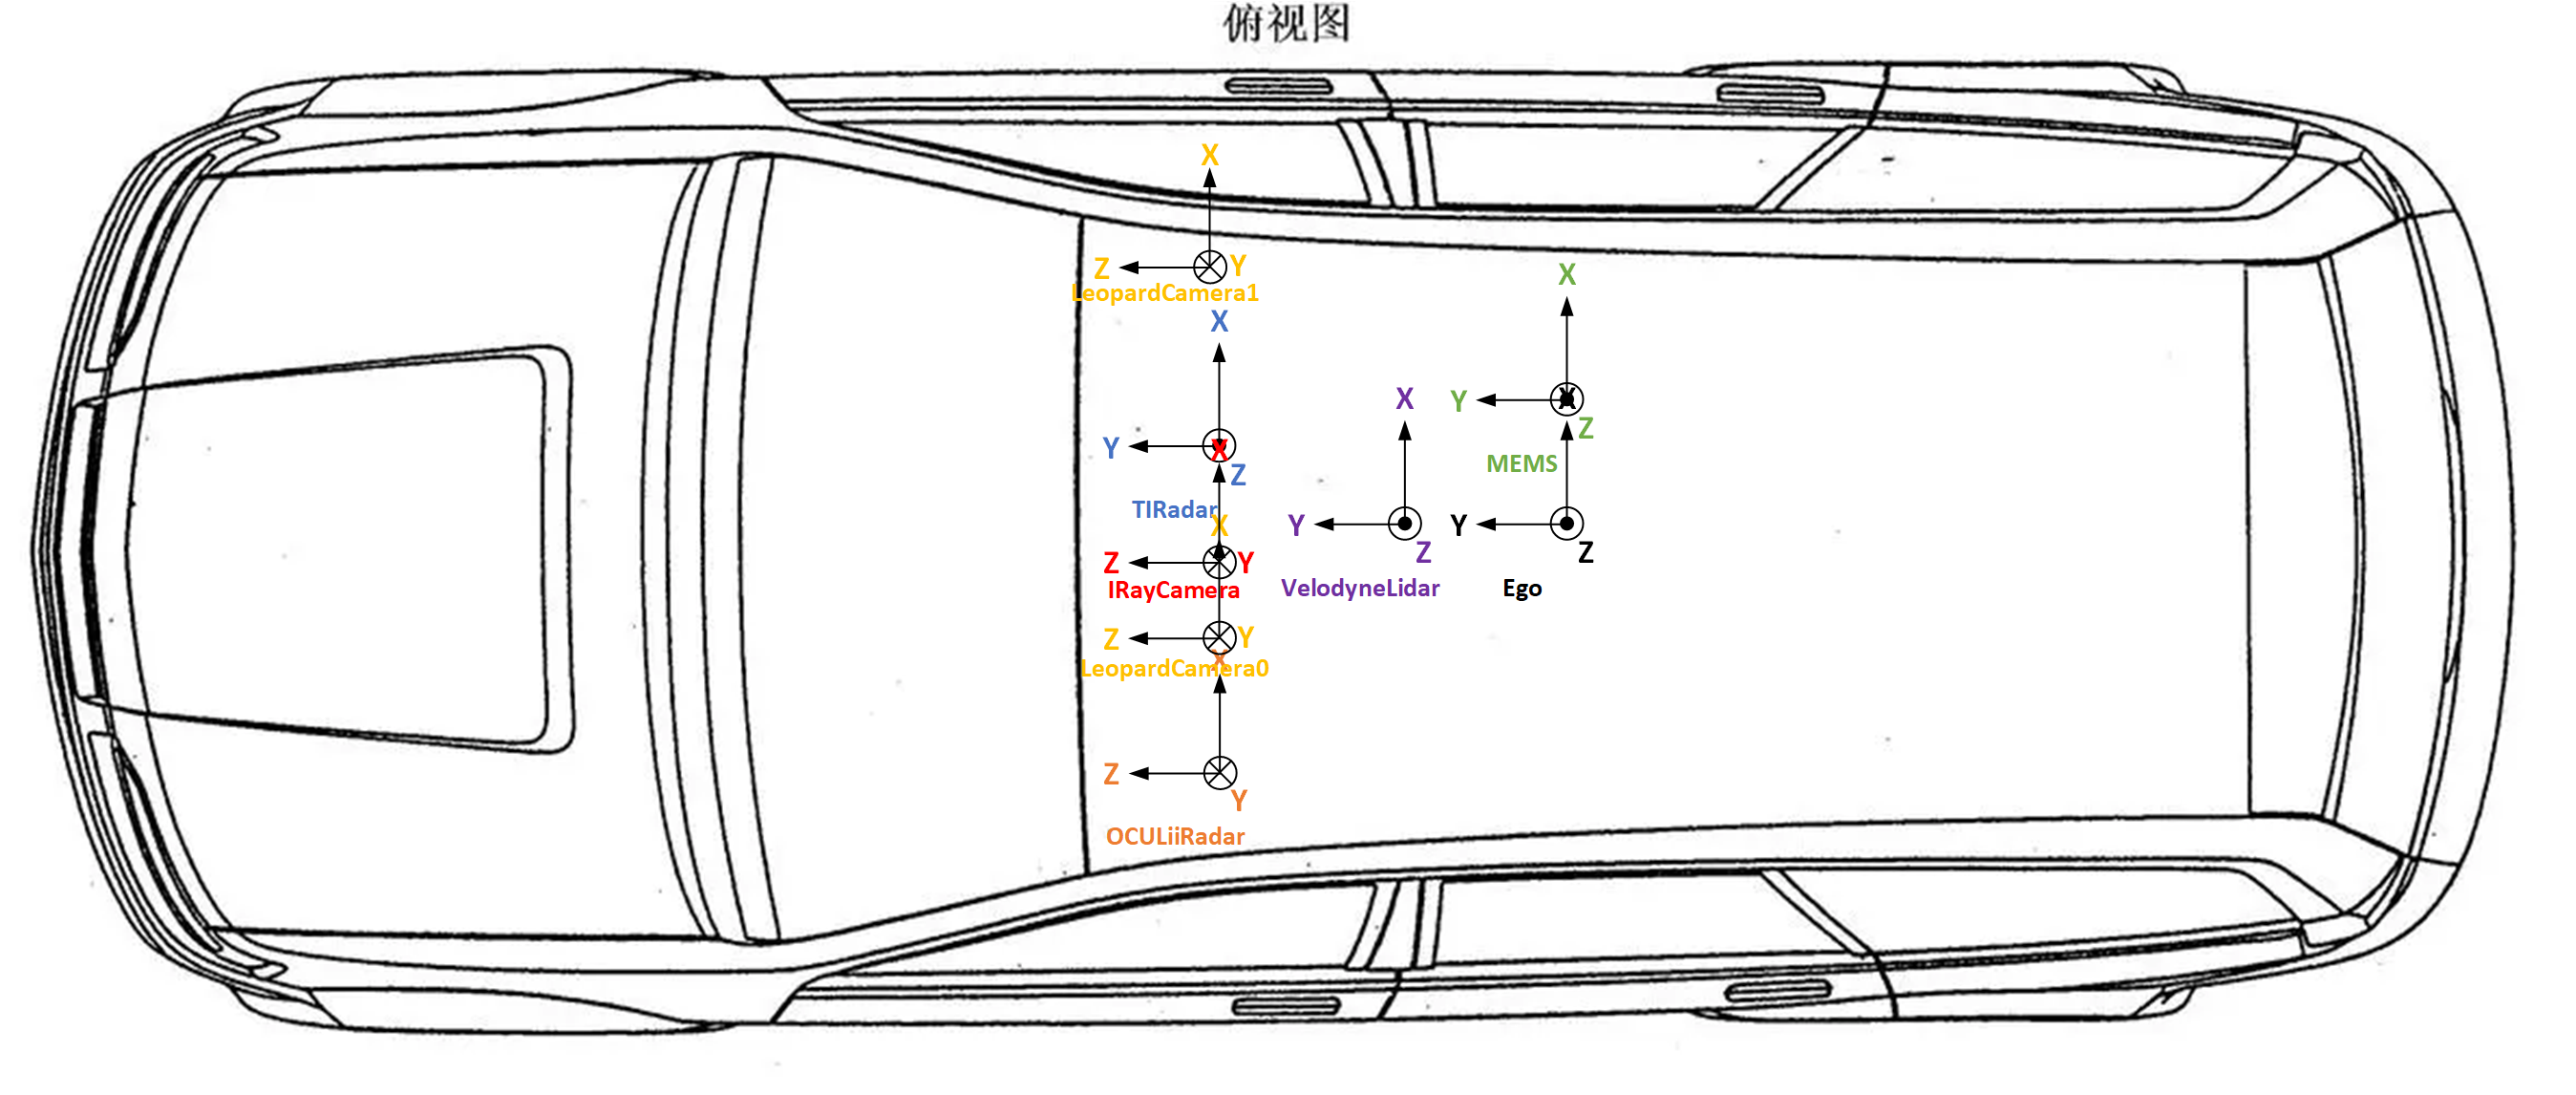 俯视图
X
Z Y
LeopardCamera1
X
X
Y X
Z
TIRadar
X
Z Y
IRayCamera
Z Y
LeopardCamera0
X
Z
Y
OCULiiRadar
X
Y
Z
VelodyneLidar
X
Y X
Z
MEMS
Y
Z
Ego